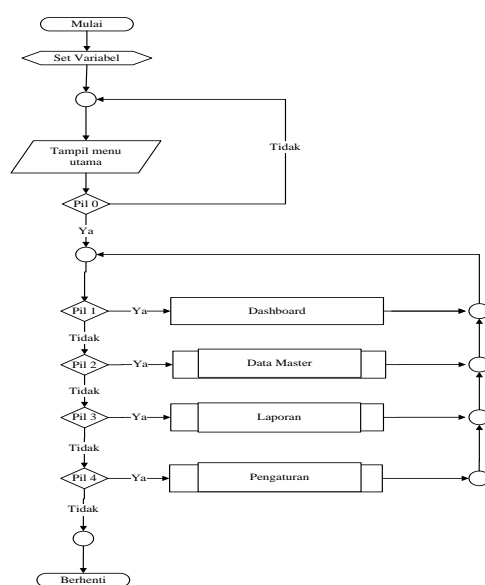 Mulai
Set Variabel
Tampil menu
utama
Tidak
Pil 0
Ya
Pil 1
Ya
Dashboard
Tidak
Pil 2
Ya
Data Master
Tidak
Pil 3
Ya
Laporan
Tidak
Pil 4
Ya
Pengaturan
Tidak
Berhenti